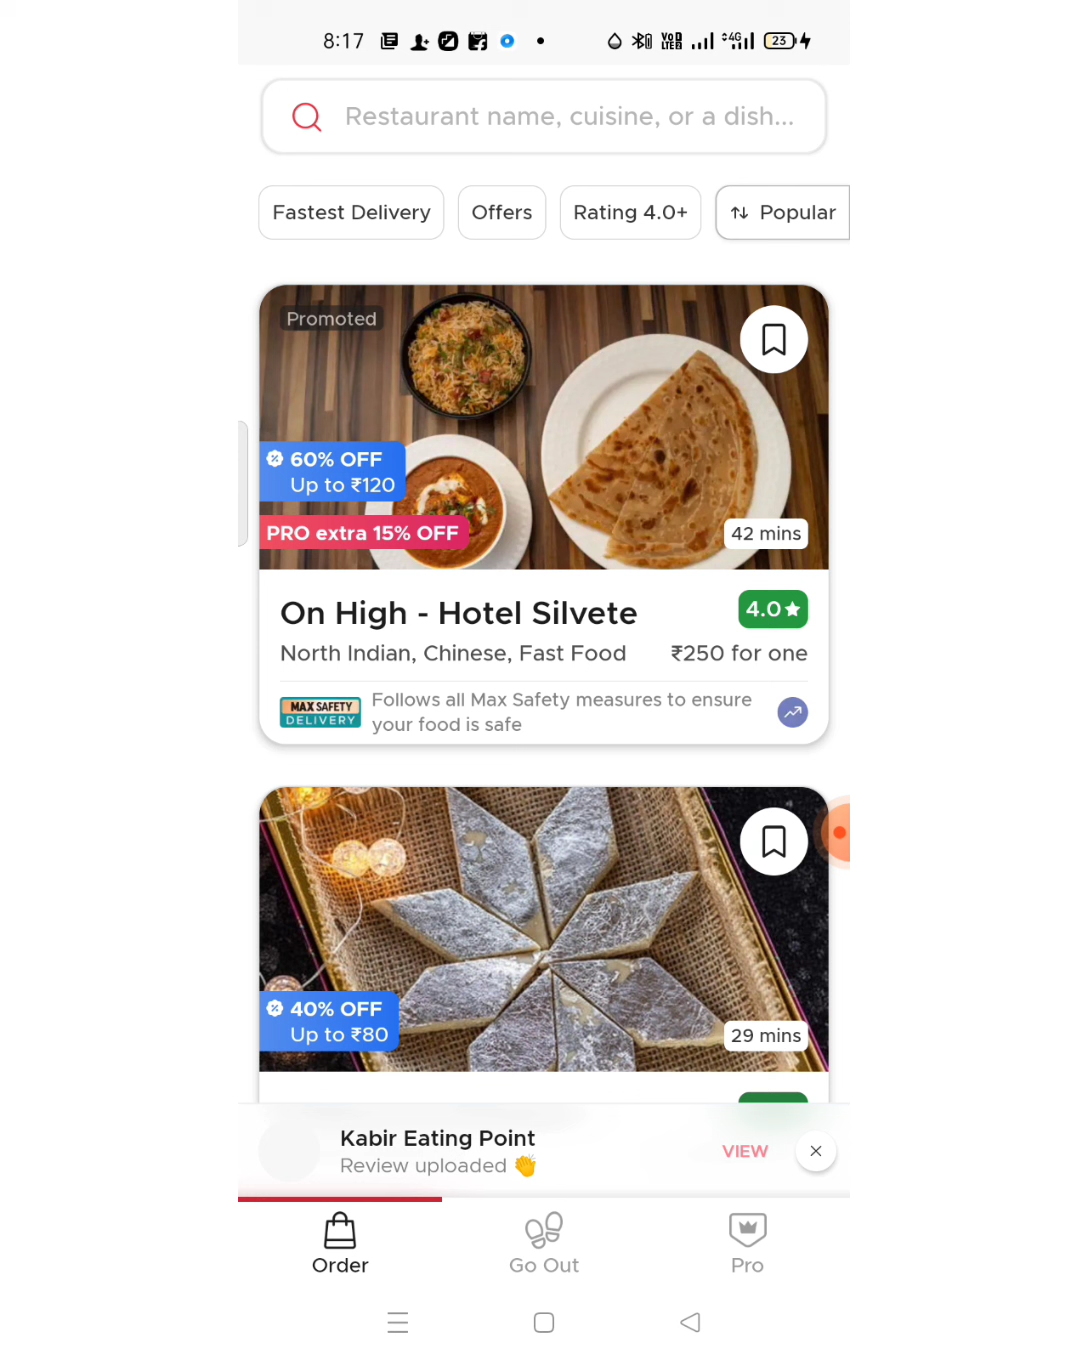 8:17
VoD LTE2
4G
23
Restaurant name, cuisine, or a dish...
Fastest Delivery
Offers
Rating 4.0+
Popular
Promoted
60% OFF
Up to ₹120
PRO extra 15% OFF
42 mins
On High - Hotel Silvete
4.0★
North Indian, Chinese, Fast Food
₹250 for one
MAX SAFETY
DELIVERY
Follows all Max Safety measures to ensure
your food is safe
40% OFF
Up to ₹80
29 mins
Kabir Eating Point
Review uploaded 👏
VIEW
Order
Go Out
Pro